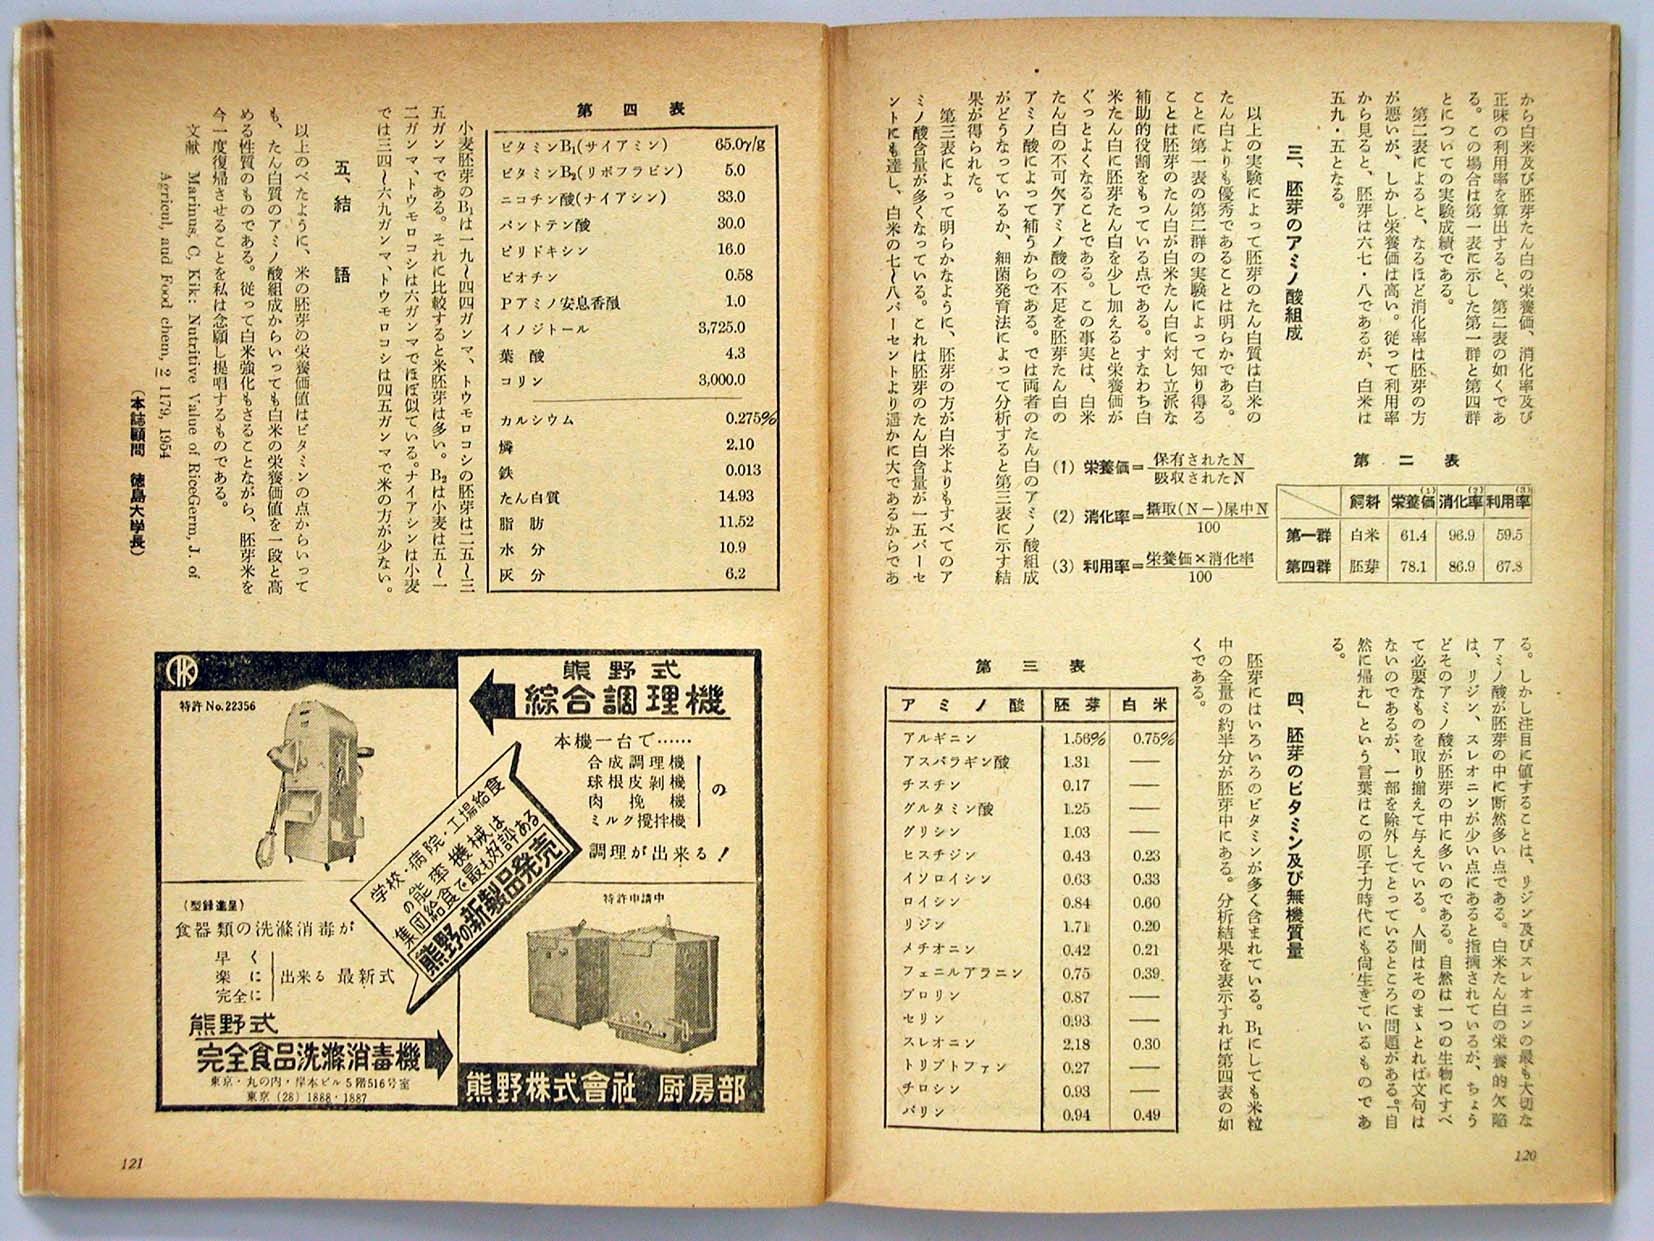 から白米及び胚芽たん白の栄養価、消化率及び
正味の利用率を算出すると、第二表の如くであ
る。この場合は第一表に示した第一群と第四群
とについての実験成績である。
第二表によると、なるほど消化率は胚芽の方
が悪いが、しかし栄養価は高い。従って利用率
から見ると、胚芽は六七・八であるが、白米は
五九・五となる。
三、胚芽のアミノ酸組成
以上の実験によって胚芽のたん白質は白米の
たん白よりも優秀であることは明らかである。
ことに第一表の第二群の実験によって知り得る
ことは胚芽のたん白が白米たん白に対し立派な
補助的役割をもっている点である。すなわち白
米たん白に胚芽たん白を少し加えると栄養価が
ぐっとよくなることである。この事実は、白米
たん白の不可欠アミノ酸の不足を胚芽たん白の
アミノ酸によって補うからである。では両者のたん白のアミノ酸組成
がどうなっているか、細菌発育法によって分析すると第三表に示す結
果が得られた。
第三表によって明らかなように、胚芽の方が白米よりもすべてのア
ミノ酸含量が多くなっている。これは胚芽のたん白含量が一五パーセ
ントにも達し、白米の七〜八パーセントより遥かに大であるからであ
第二表
飼料 栄養価(1) 消化率(2) 利用率(3)
第一群 白米 61.4 96.9 59.5
第四群 胚芽 78.1 86.9 67.8
(1) 栄養価=保有されたN/吸収されたN
(2) 消化率=摂取(N−)屎中N/100
(3) 利用率=栄養価×消化率/100
る。しかし注目に値することは、リジン及びスレオニンの最も大切な
アミノ酸が胚芽の中に断然多い点である。白米たん白の栄養的欠陥
は、リジン、スレオニンが少い点にあると指摘されているが、ちょう
どそのアミノ酸が胚芽の中に多いのである。自然は一つの生物にすべ
て必要なものを取り揃えて与えている。人間はそのまゝとれば文句は
ないのであるが、一部を除外してとっているところに問題がある。「自
然に帰れ」という言葉はこの原子力時代にも尙生きているものであ
る。
四、胚芽のビタミン及び無機質量
胚芽にはいろいろのビタミンが多く含まれている。B₁にしても米粒
中の全量の約半分が胚芽中にある。分析結果を表示すれば第四表の如
くである。
第三表
アミノ酸 胚芽 白米
アルギニン 1.56% 0.75%
アスパラギン酸 1.31 ——
チスチン 0.17 ——
グルタミン酸 1.25 ——
グリシン 1.03 ——
ヒスチジン 0.43 0.23
イソロイシン 0.63 0.33
ロイシン 0.84 0.60
リジン 1.71 0.20
メチオニン 0.42 0.21
フェニルアラニン 0.75 0.39
プロリン 0.87 ——
セリン 0.93 ——
スレオニン 2.18 0.30
トリプトファン 0.27 ——
チロシン 0.93 ——
バリン 0.94 0.49
120
第四表
ビタミンB₁(サイアミン) 65.0γ/g
ビタミンB₂(リボフラビン) 5.0
ニコチン酸(ナイアシン) 33.0
パントテン酸 30.0
ピリドキシン 16.0
ビオチン 0.58
Pアミノ安息香酸 1.0
イノジトール 3,725.0
葉酸 4.3
コリン 3,000.0
カルシウム 0.275%
燐 2.10
鉄 0.013
たん白質 14.93
脂肪 11.52
水分 10.9
灰分 6.2
小麦胚芽のB₁は一九〜四四ガンマ、トウモロコシの胚芽は二五〜三
五ガンマである。それに比較すると米胚芽は多い。B₂は小麦は五〜一
二ガンマ、トウモロコシは六ガンマでほぼ似ている。ナイアシンは小麦
では三四〜六九ガンマ、トウモロコシは四五ガンマで米の方が少ない。
五、結語
以上のべたように、米の胚芽の栄養価値はビタミンの点からいって
も、たん白質のアミノ酸組成からいっても白米の栄養価値を一段と高
める性質のものである。従って白米強化もさることながら、胚芽米を
今一度復帰させることを私は念願し提唱するものである。
文献 Marinus, C, Kik: Nutritive Value of RiceGerm, J. of
Agricul, and Food chem, 2 1179, 1954
(本誌顧問 徳島大学長)
熊野式
綜合調理機
本機一台で……
合成調理機
球根皮剝機
肉挽機
ミルク攪拌機
の
調理が出来る!
特許No.22356
学校・病院・工場給食
の能率機械は
集団給食で最も好評ある
熊野の新製品発売
特許申請中
(型録進呈)
食器類の洗滌消毒が
早く
楽に
完全に
出来る 最新式
熊野式
完全食品洗滌消毒機
東京・丸の内・岸本ビル5階516号室
東京(28)1888・1887
熊野株式會社 厨房部
121